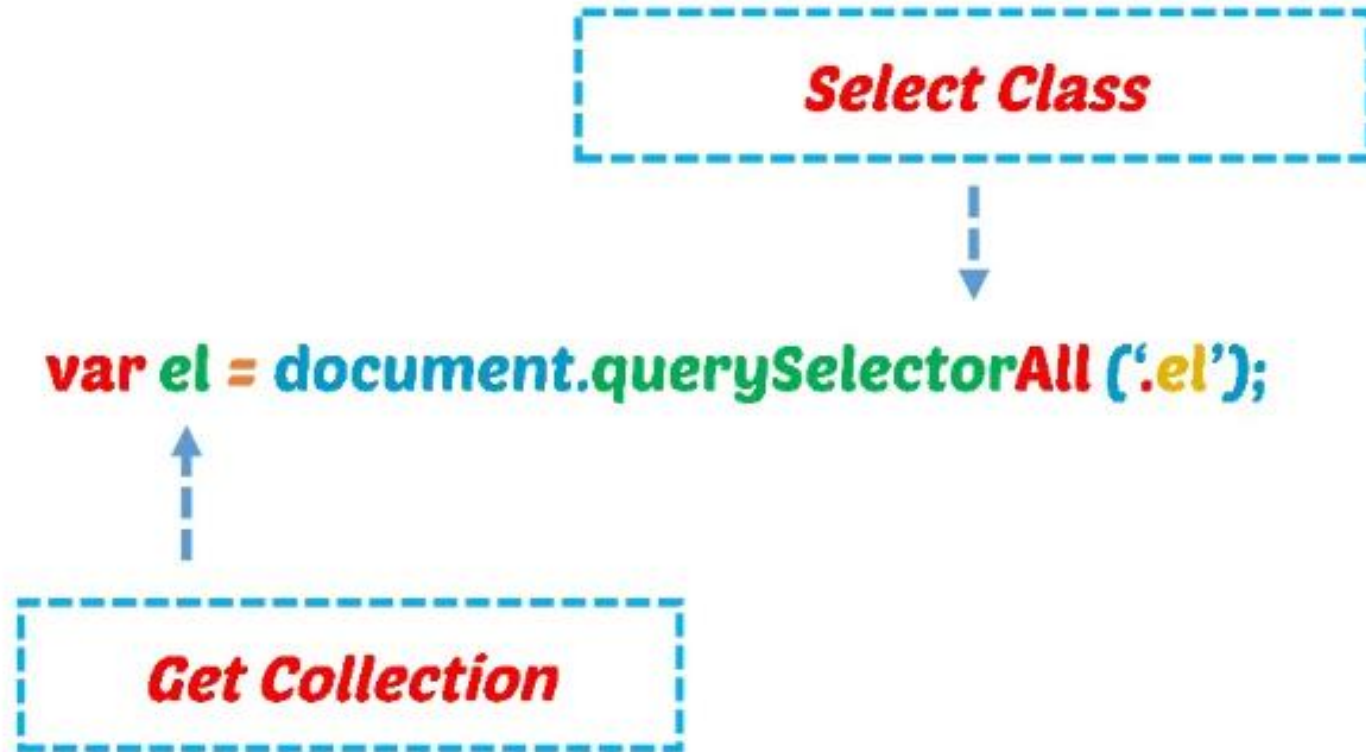 Select Class
var el = document.querySelectorAll (‘.el’);
Get Collection